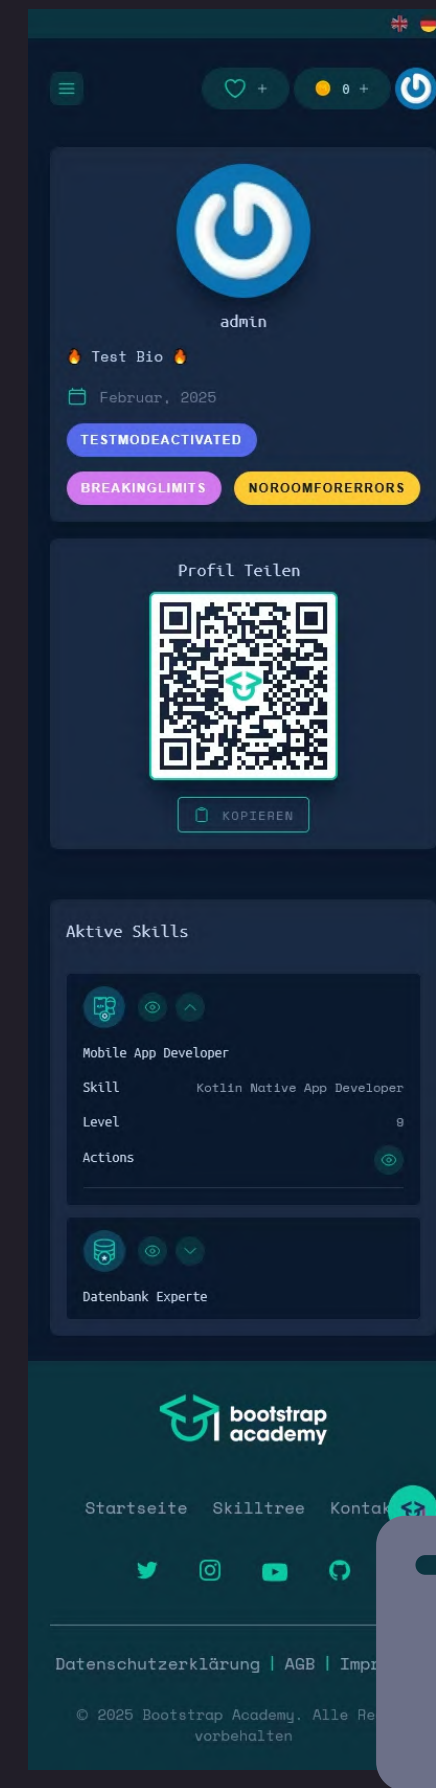 + 0 +
admin
🔥 Test Bio 🔥
Februar, 2025
TESTMODEACTIVATED
BREAKINGLIMITS NOROOMFORERRORS
Profil Teilen
KOPIEREN
Aktive Skills
Mobile App Developer
Skill Kotlin Native App Developer
Level 9
Actions
Datenbank Experte
bootstrap
academy
Startseite Skilltree Kontak
Datenschutzerklärung | AGB | Impr
© 2025 Bootstrap Academy. Alle Re
vorbehalten